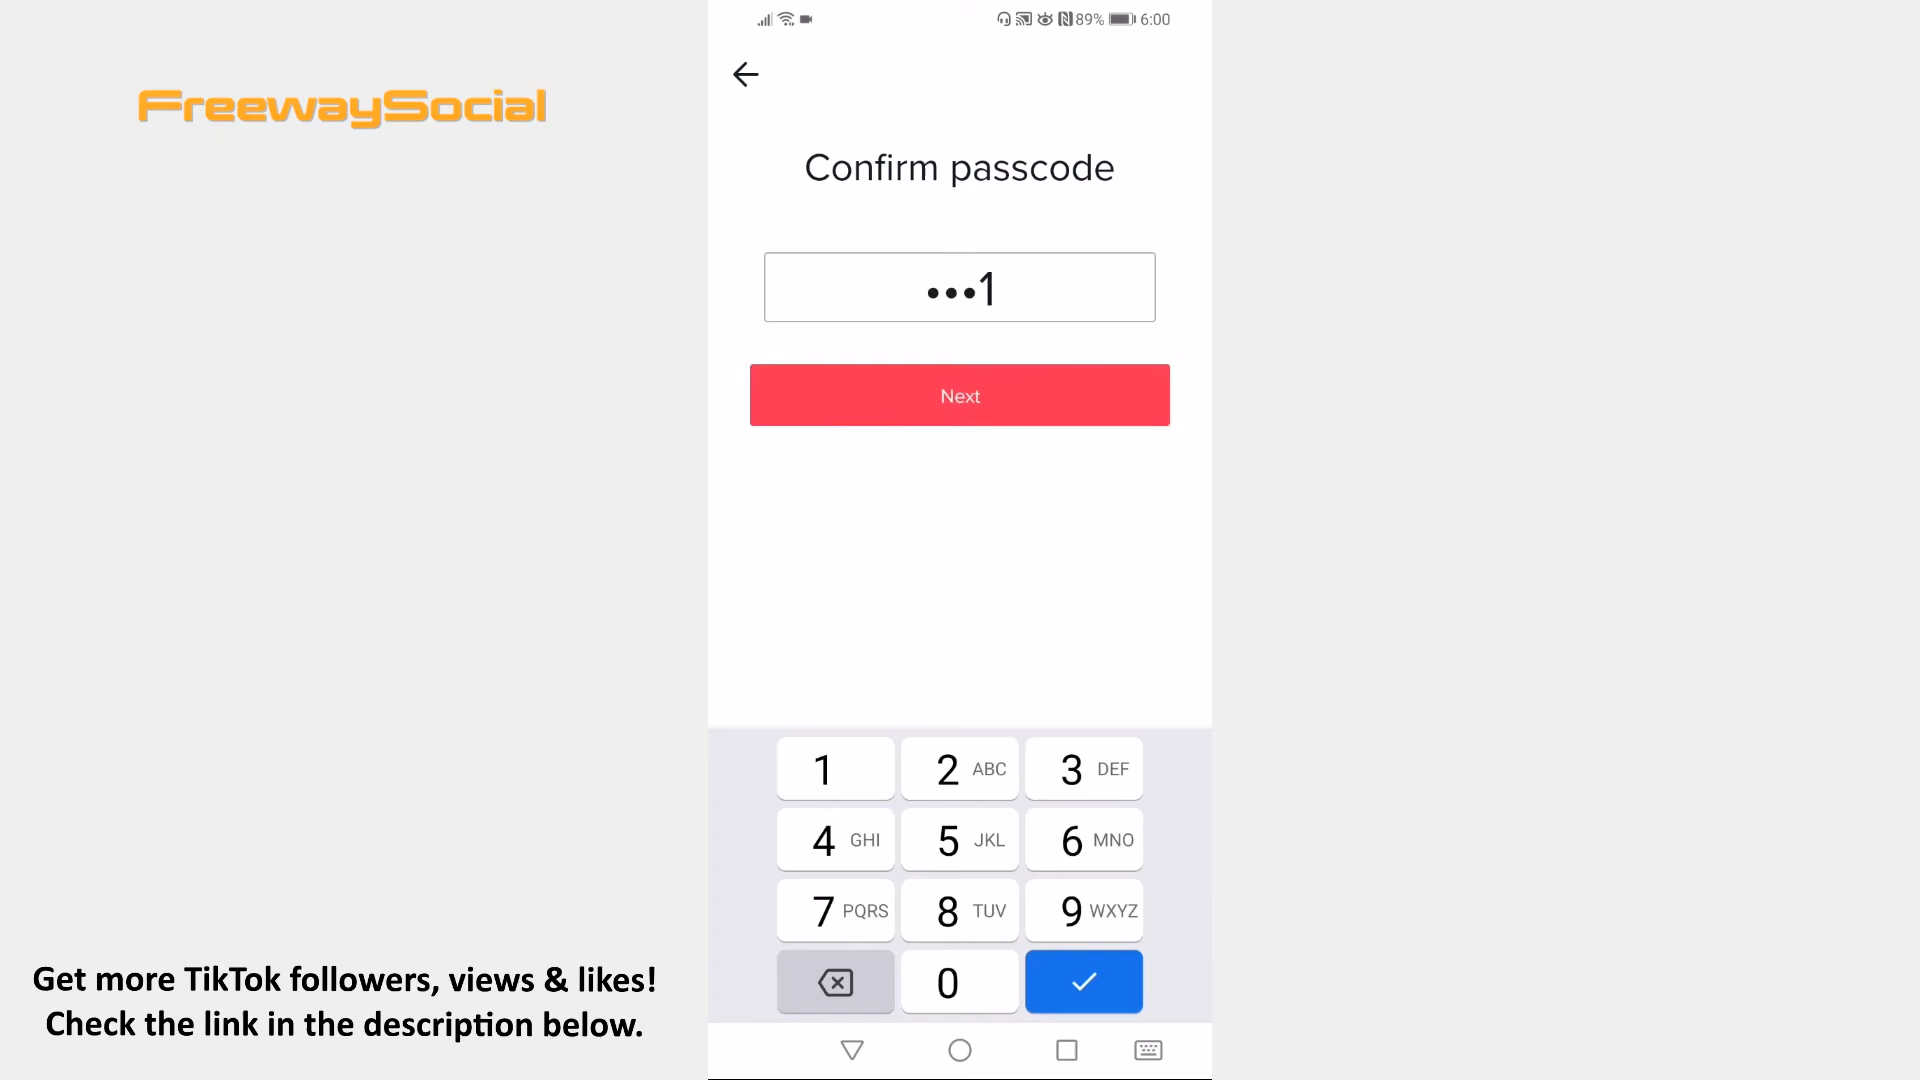 89% 6:00
FreewaySocial
Confirm passcode
•••1
Next
1
2 ABC
3 DEF
4 GHI
5 JKL
6 MNO
7 PQRS
8 TUV
9 WXYZ
0
Get more TikTok followers, views & likes!
Check the link in the description below.